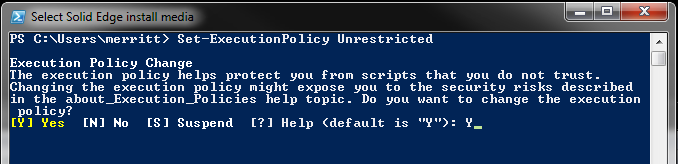 Select Solid Edge install media
PS C:\Users\merritt> Set-ExecutionPolicy Unrestricted
Execution Policy Change
The execution policy helps protect you from scripts that you do not trust.
Changing the execution policy might expose you to the security risks described
in the about_Execution_Policies help topic. Do you want to change the execution
policy?
[Y] Yes  [N] No  [S] Suspend  [?] Help (default is "Y"): Y_